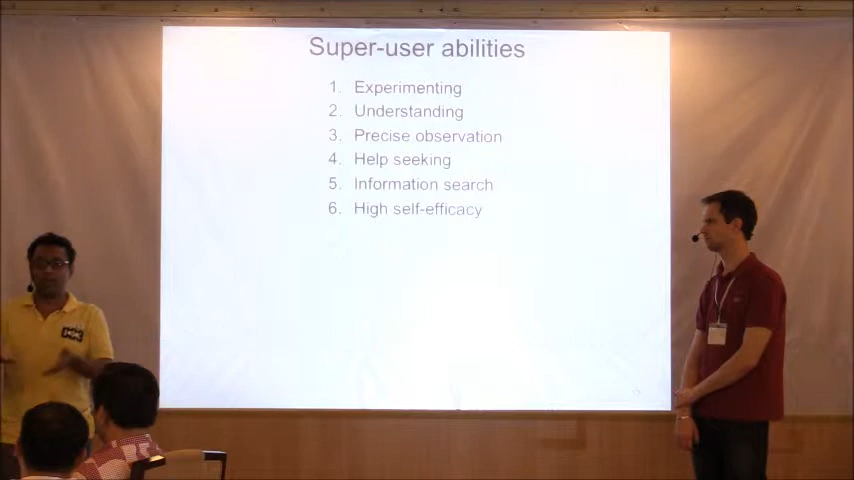 Super-user abilities
1. Experimenting
2. Understanding
3. Precise observation
4. Help seeking
5. Information search
6. High self-efficacy